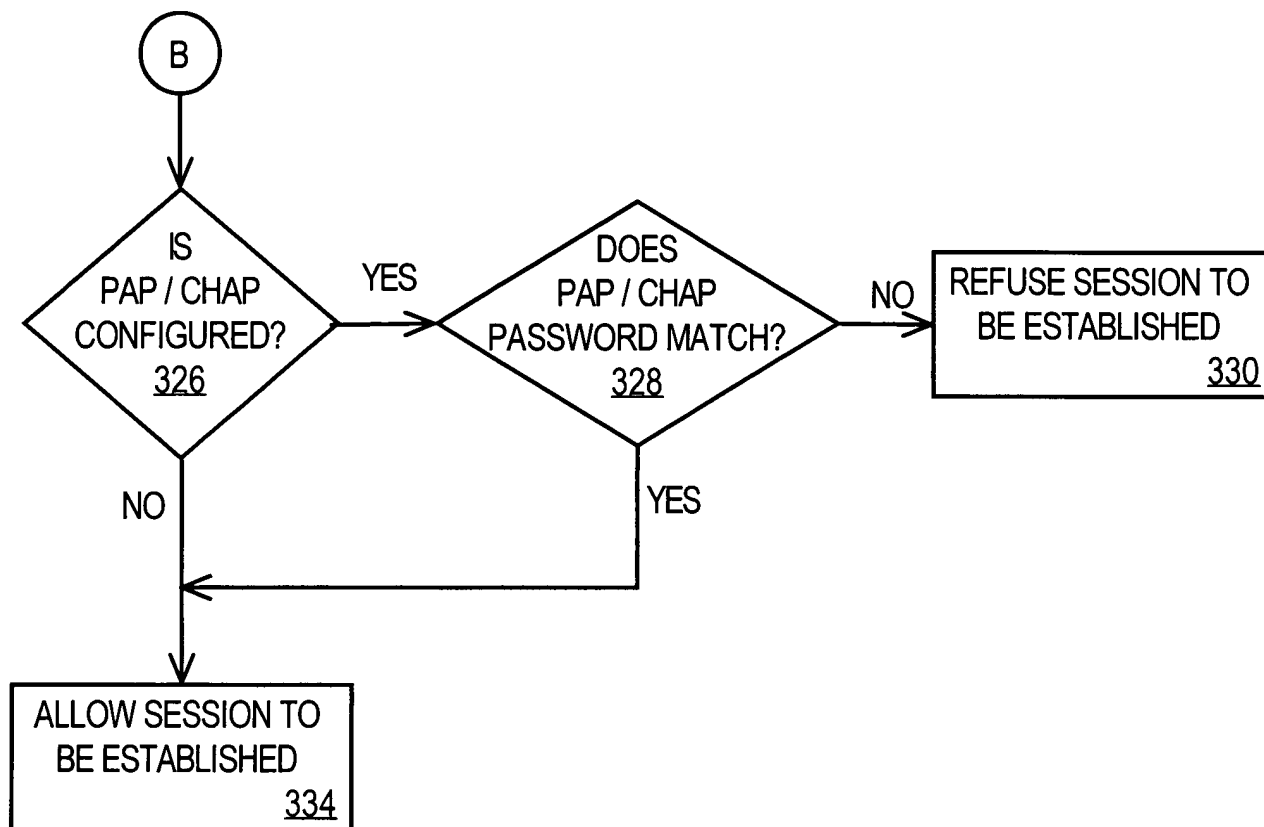 B
IS
PAP / CHAP
CONFIGURED?
326
YES
DOES
PAP / CHAP
PASSWORD MATCH?
328
NO
REFUSE SESSION TO
BE ESTABLISHED
330
NO
YES
ALLOW SESSION TO
BE ESTABLISHED
334